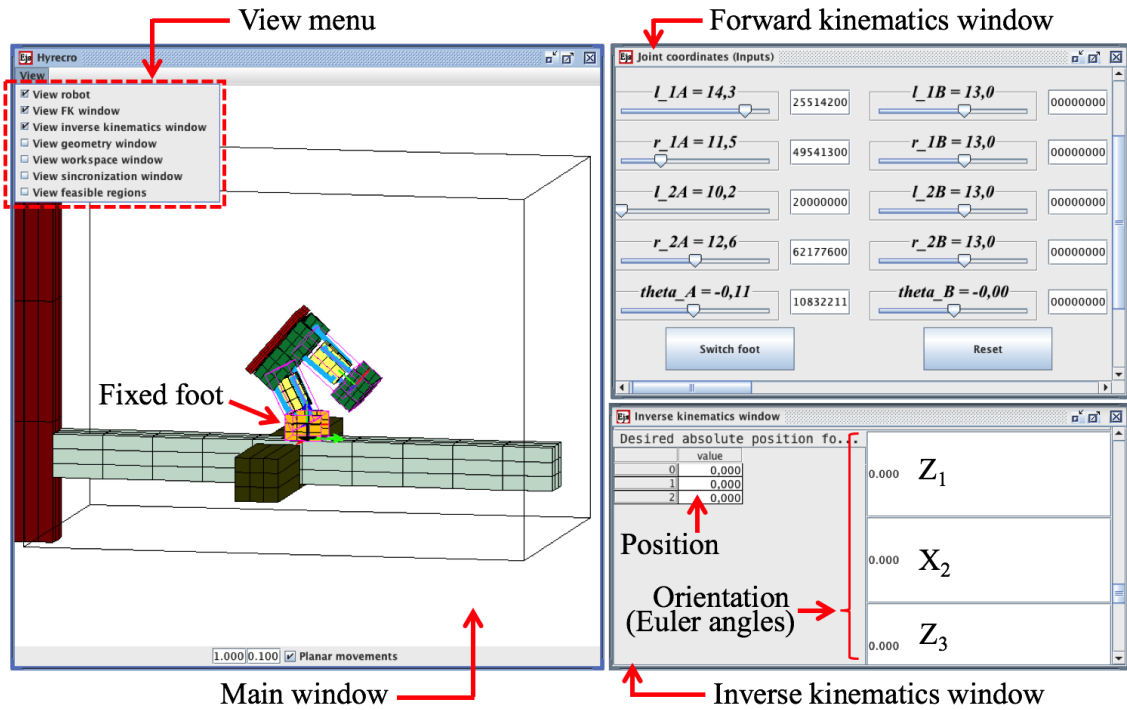 View menu
Forward kinematics window
Ejs Hyrecro
View
View robot
View FK window
View inverse kinematics window
View geometry window
View workspace window
View sincronization window
View feasible regions
Fixed foot
1.000 0.100 Planar movements
Main window
Ejs Joint coordinates (Inputs)
l_1A = 14,3 25514200 l_1B = 13,0 00000000
r_1A = 11,5 49541300 r_1B = 13,0 00000000
l_2A = 10,2 20000000 l_2B = 13,0 00000000
r_2A = 12,6 62177600 r_2B = 13,0 00000000
theta_A = -0,11 10832211 theta_B = -0,00 00000000
Switch foot Reset
Ejs Inverse kinematics window
Desired absolute position fo...
value
0 0,000
1 0,000
2 0,000
Position
Orientation
(Euler angles)
0.000 Z1
0.000 X2
0.000 Z3
Inverse kinematics window